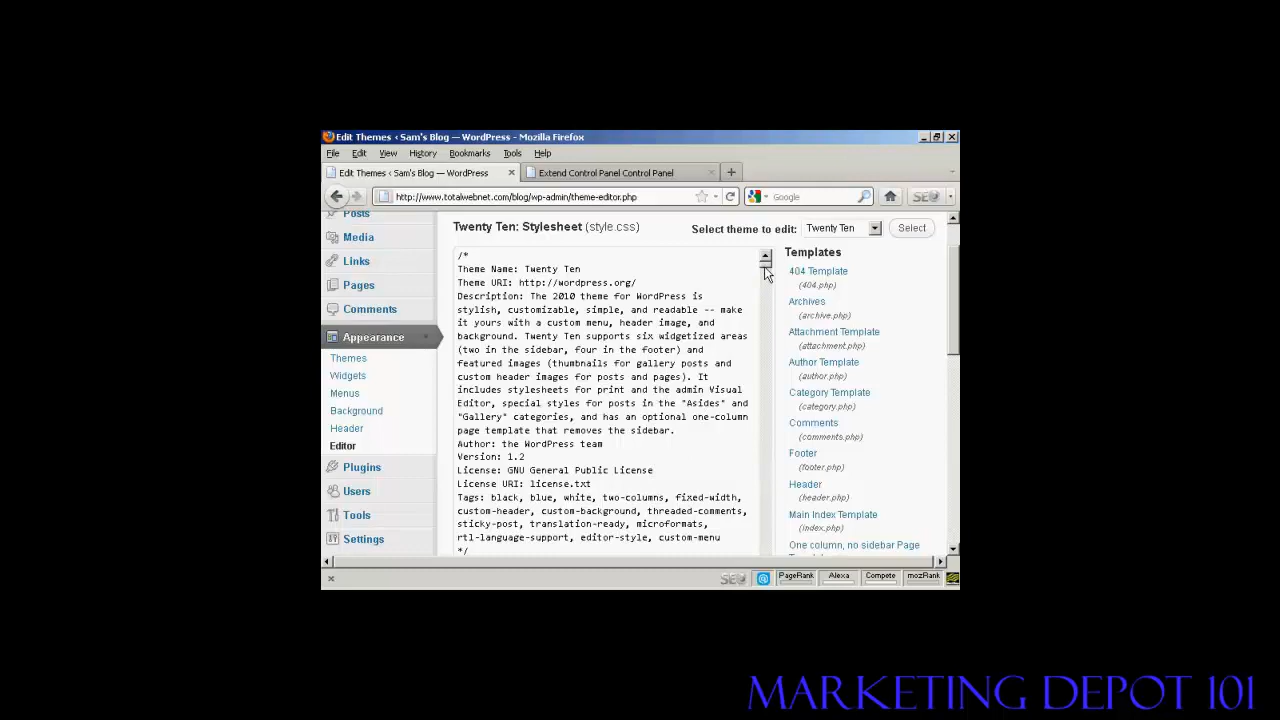 Edit Themes ‹ Sam's Blog — WordPress - Mozilla Firefox
File Edit View History Bookmarks Tools Help
Edit Themes ‹ Sam's Blog — WordPress
Extend Control Panel Control Panel
http://www.totalwebnet.com/blog/wp-admin/theme-editor.php
Google
SEO
Posts
Media
Links
Pages
Comments
Appearance
Themes
Widgets
Menus
Background
Header
Editor
Plugins
Users
Tools
Settings
Twenty Ten: Stylesheet (style.css)
Select theme to edit: Twenty Ten Select
/*
Theme Name: Twenty Ten
Theme URI: http://wordpress.org/
Description: The 2010 theme for WordPress is
stylish, customizable, simple, and readable -- make
it yours with a custom menu, header image, and
background. Twenty Ten supports six widgetized areas
(two in the sidebar, four in the footer) and
featured images (thumbnails for gallery posts and
custom header images for posts and pages). It
includes stylesheets for print and the admin Visual
Editor, special styles for posts in the "Asides" and
"Gallery" categories, and has an optional one-column
page template that removes the sidebar.
Author: the WordPress team
Version: 1.2
License: GNU General Public License
License URI: license.txt
Tags: black, blue, white, two-columns, fixed-width,
custom-header, custom-background, threaded-comments,
sticky-post, translation-ready, microformats,
rtl-language-support, editor-style, custom-menu
*/
Templates
404 Template
(404.php)
Archives
(archive.php)
Attachment Template
(attachment.php)
Author Template
(author.php)
Category Template
(category.php)
Comments
(comments.php)
Footer
(footer.php)
Header
(header.php)
Main Index Template
(index.php)
One column, no sidebar Page
SEO PageRank Alexa Compete mozRank
MARKETING DEPOT 101